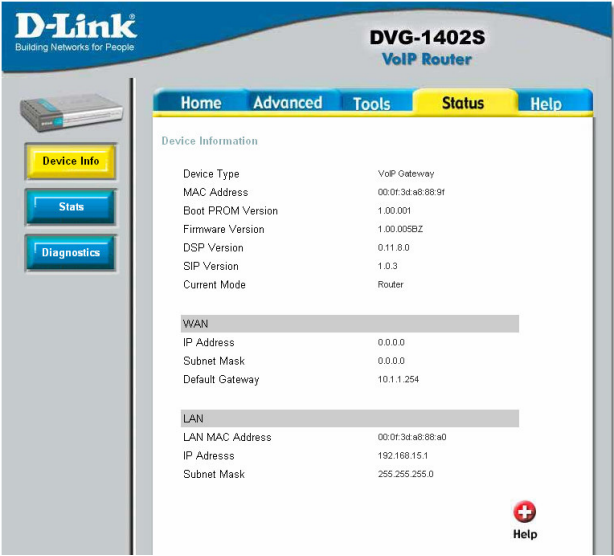 D-Link
Building Networks for People
DVG-1402S
VoIP Router
Home Advanced Tools Status Help
Device Info
Stats
Diagnostics
Device Information
Device Type VoIP Gateway
MAC Address 00:0f:3d:a8:88:9f
Boot PROM Version 1.00.001
Firmware Version 1.00.005BZ
DSP Version 0.11.8.0
SIP Version 1.0.3
Current Mode Router
WAN
IP Address 0.0.0.0
Subnet Mask 0.0.0.0
Default Gateway 10.1.1.254
LAN
LAN MAC Address 00:0f:3d:a8:88:a0
IP Adresss 192.168.15.1
Subnet Mask 255.255.255.0
Help